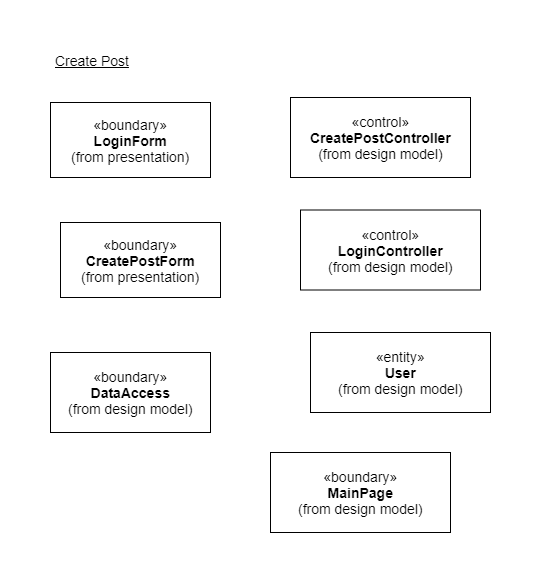 Create Post
«boundary»
LoginForm
(from presentation)
«control»
CreatePostController
(from design model)
«boundary»
CreatePostForm
(from presentation)
«control»
LoginController
(from design model)
«boundary»
DataAccess
(from design model)
«entity»
User
(from design model)
«boundary»
MainPage
(from design model)